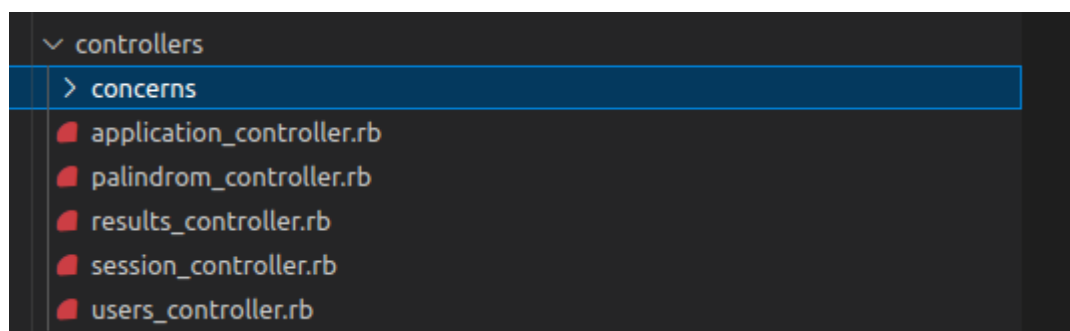 controllers
concerns
application_controller.rb
palindrom_controller.rb
results_controller.rb
session_controller.rb
users_controller.rb